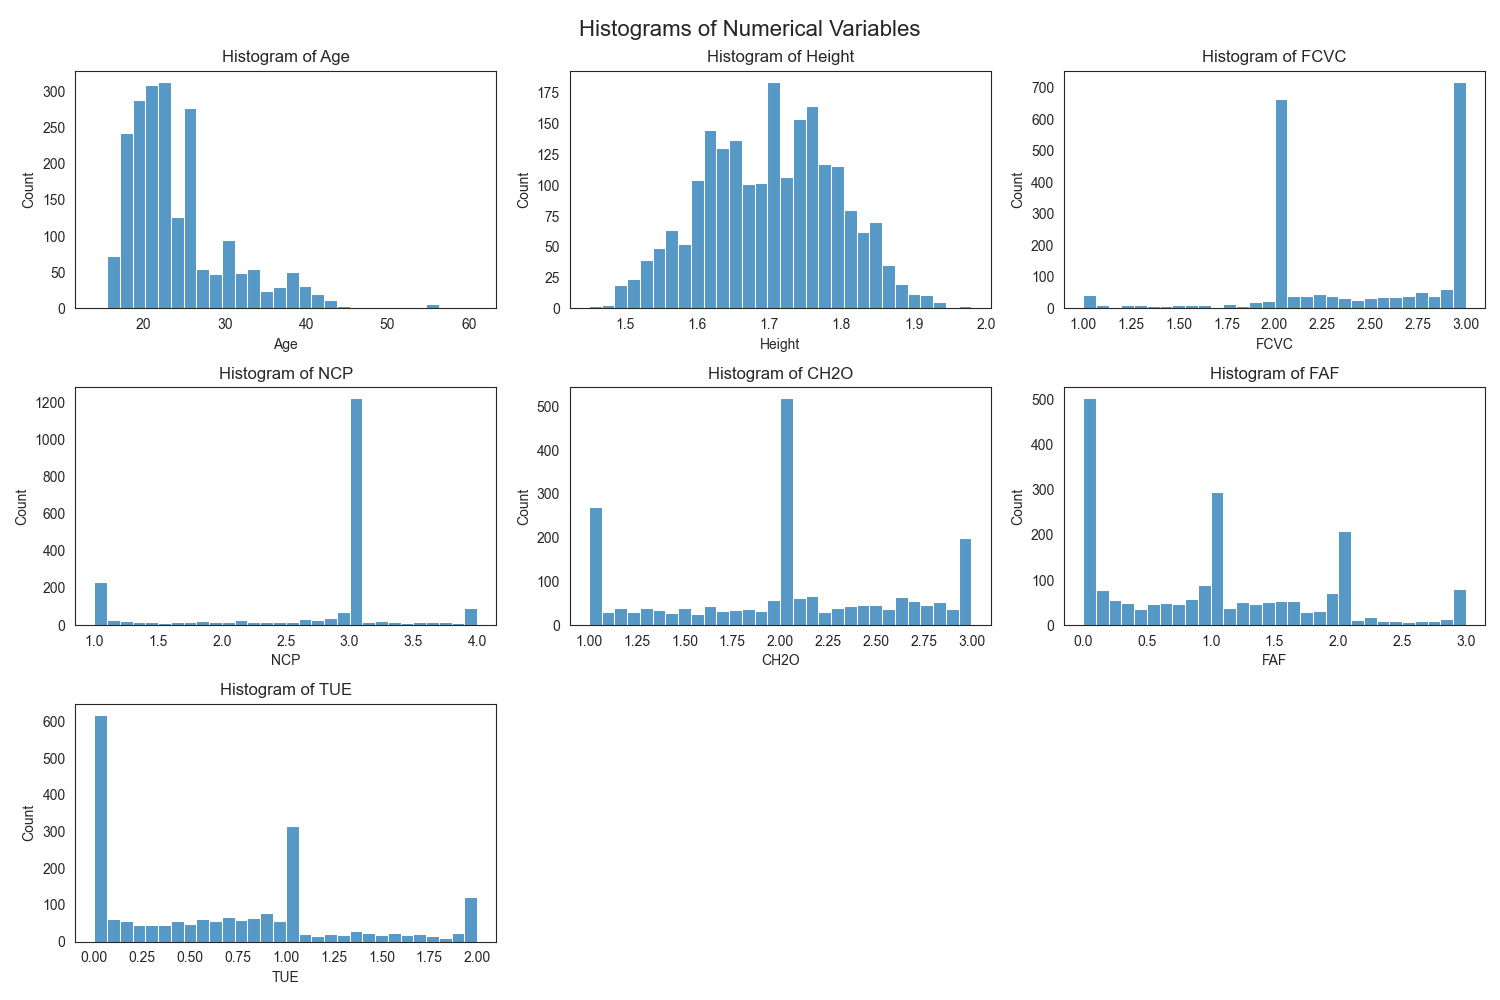 Histograms of Numerical Variables
Histogram of Age
Histogram of Height
Histogram of FCVC
300
250
200
150
100
50
0
Count
20 30 40 50 60
Age
175
150
125
100
75
50
25
0
Count
1.5 1.6 1.7 1.8 1.9 2.0
Height
700
600
500
400
300
200
100
0
Count
1.00 1.25 1.50 1.75 2.00 2.25 2.50 2.75 3.00
FCVC
Histogram of NCP
Histogram of CH2O
Histogram of FAF
1200
1000
800
600
400
200
0
Count
1.0 1.5 2.0 2.5 3.0 3.5 4.0
NCP
500
400
300
200
100
0
Count
1.00 1.25 1.50 1.75 2.00 2.25 2.50 2.75 3.00
CH2O
500
400
300
200
100
0
Count
0.0 0.5 1.0 1.5 2.0 2.5 3.0
FAF
Histogram of TUE
600
500
400
300
200
100
0
Count
0.00 0.25 0.50 0.75 1.00 1.25 1.50 1.75 2.00
TUE